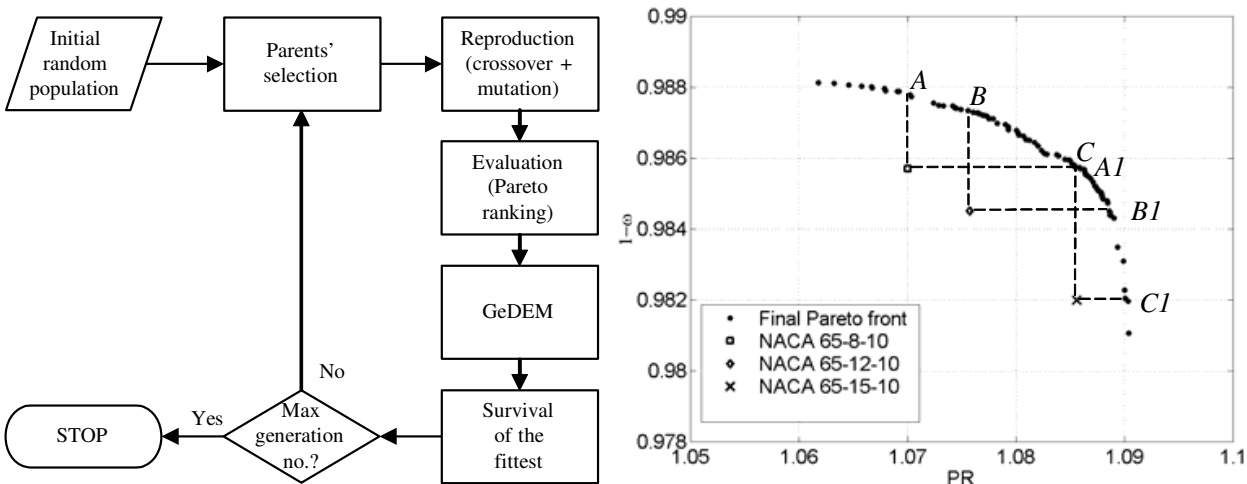 Initial
random
population
Parents'
selection
Reproduction
(crossover +
mutation)
Evaluation
(Pareto
ranking)
GeDEM
Survival
of the
fittest
Max
generation
no.?
No
Yes
STOP
0.99
0.988
0.986
0.984
0.982
0.98
0.978
1-ω
A
B
C
A1
B1
C1
Final Pareto front
NACA 65-8-10
NACA 65-12-10
NACA 65-15-10
1.05
1.06
1.07
1.08
1.09
1.1
PR